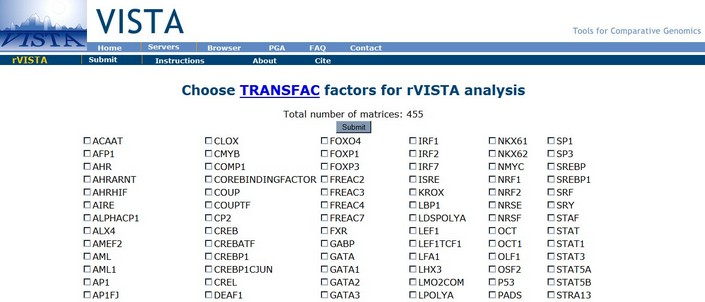 VISTA
VISTA
Tools for Comparative Genomics
Home Servers Browser PGA FAQ Contact
rVISTA Submit Instructions About Cite
Choose TRANSFAC factors for rVISTA analysis
Total number of matrices: 455
Submit
ACAAT CLOX FOXO4 IRF1 NKX61 SP1
AFP1 CMYB FOXP1 IRF2 NKX62 SP3
AHR COMP1 FOXP3 IRF7 NMYC SREBP
AHRARNT COREBINDINGFACTOR FREAC2 ISRE NRF1 SREBP1
AHRHIF COUP FREAC3 KROX NRF2 SRF
AIRE COUPTF FREAC4 LBP1 NRSE SRY
ALPHACP1 CP2 FREAC7 LDSPOLYA NRSF STAF
ALX4 CREB FXR LEF1 OCT STAT
AMEF2 CREBATF GABP LEF1TCF1 OCT1 STAT1
AML CREBP1 GATA LFA1 OLF1 STAT3
AML1 CREBP1CJUN GATA1 LHX3 OSF2 STAT5A
AP1 CREL GATA2 LMO2COM P53 STAT5B
AP1FJ DEAF1 GATA3 LPOLYA PADS STRA13